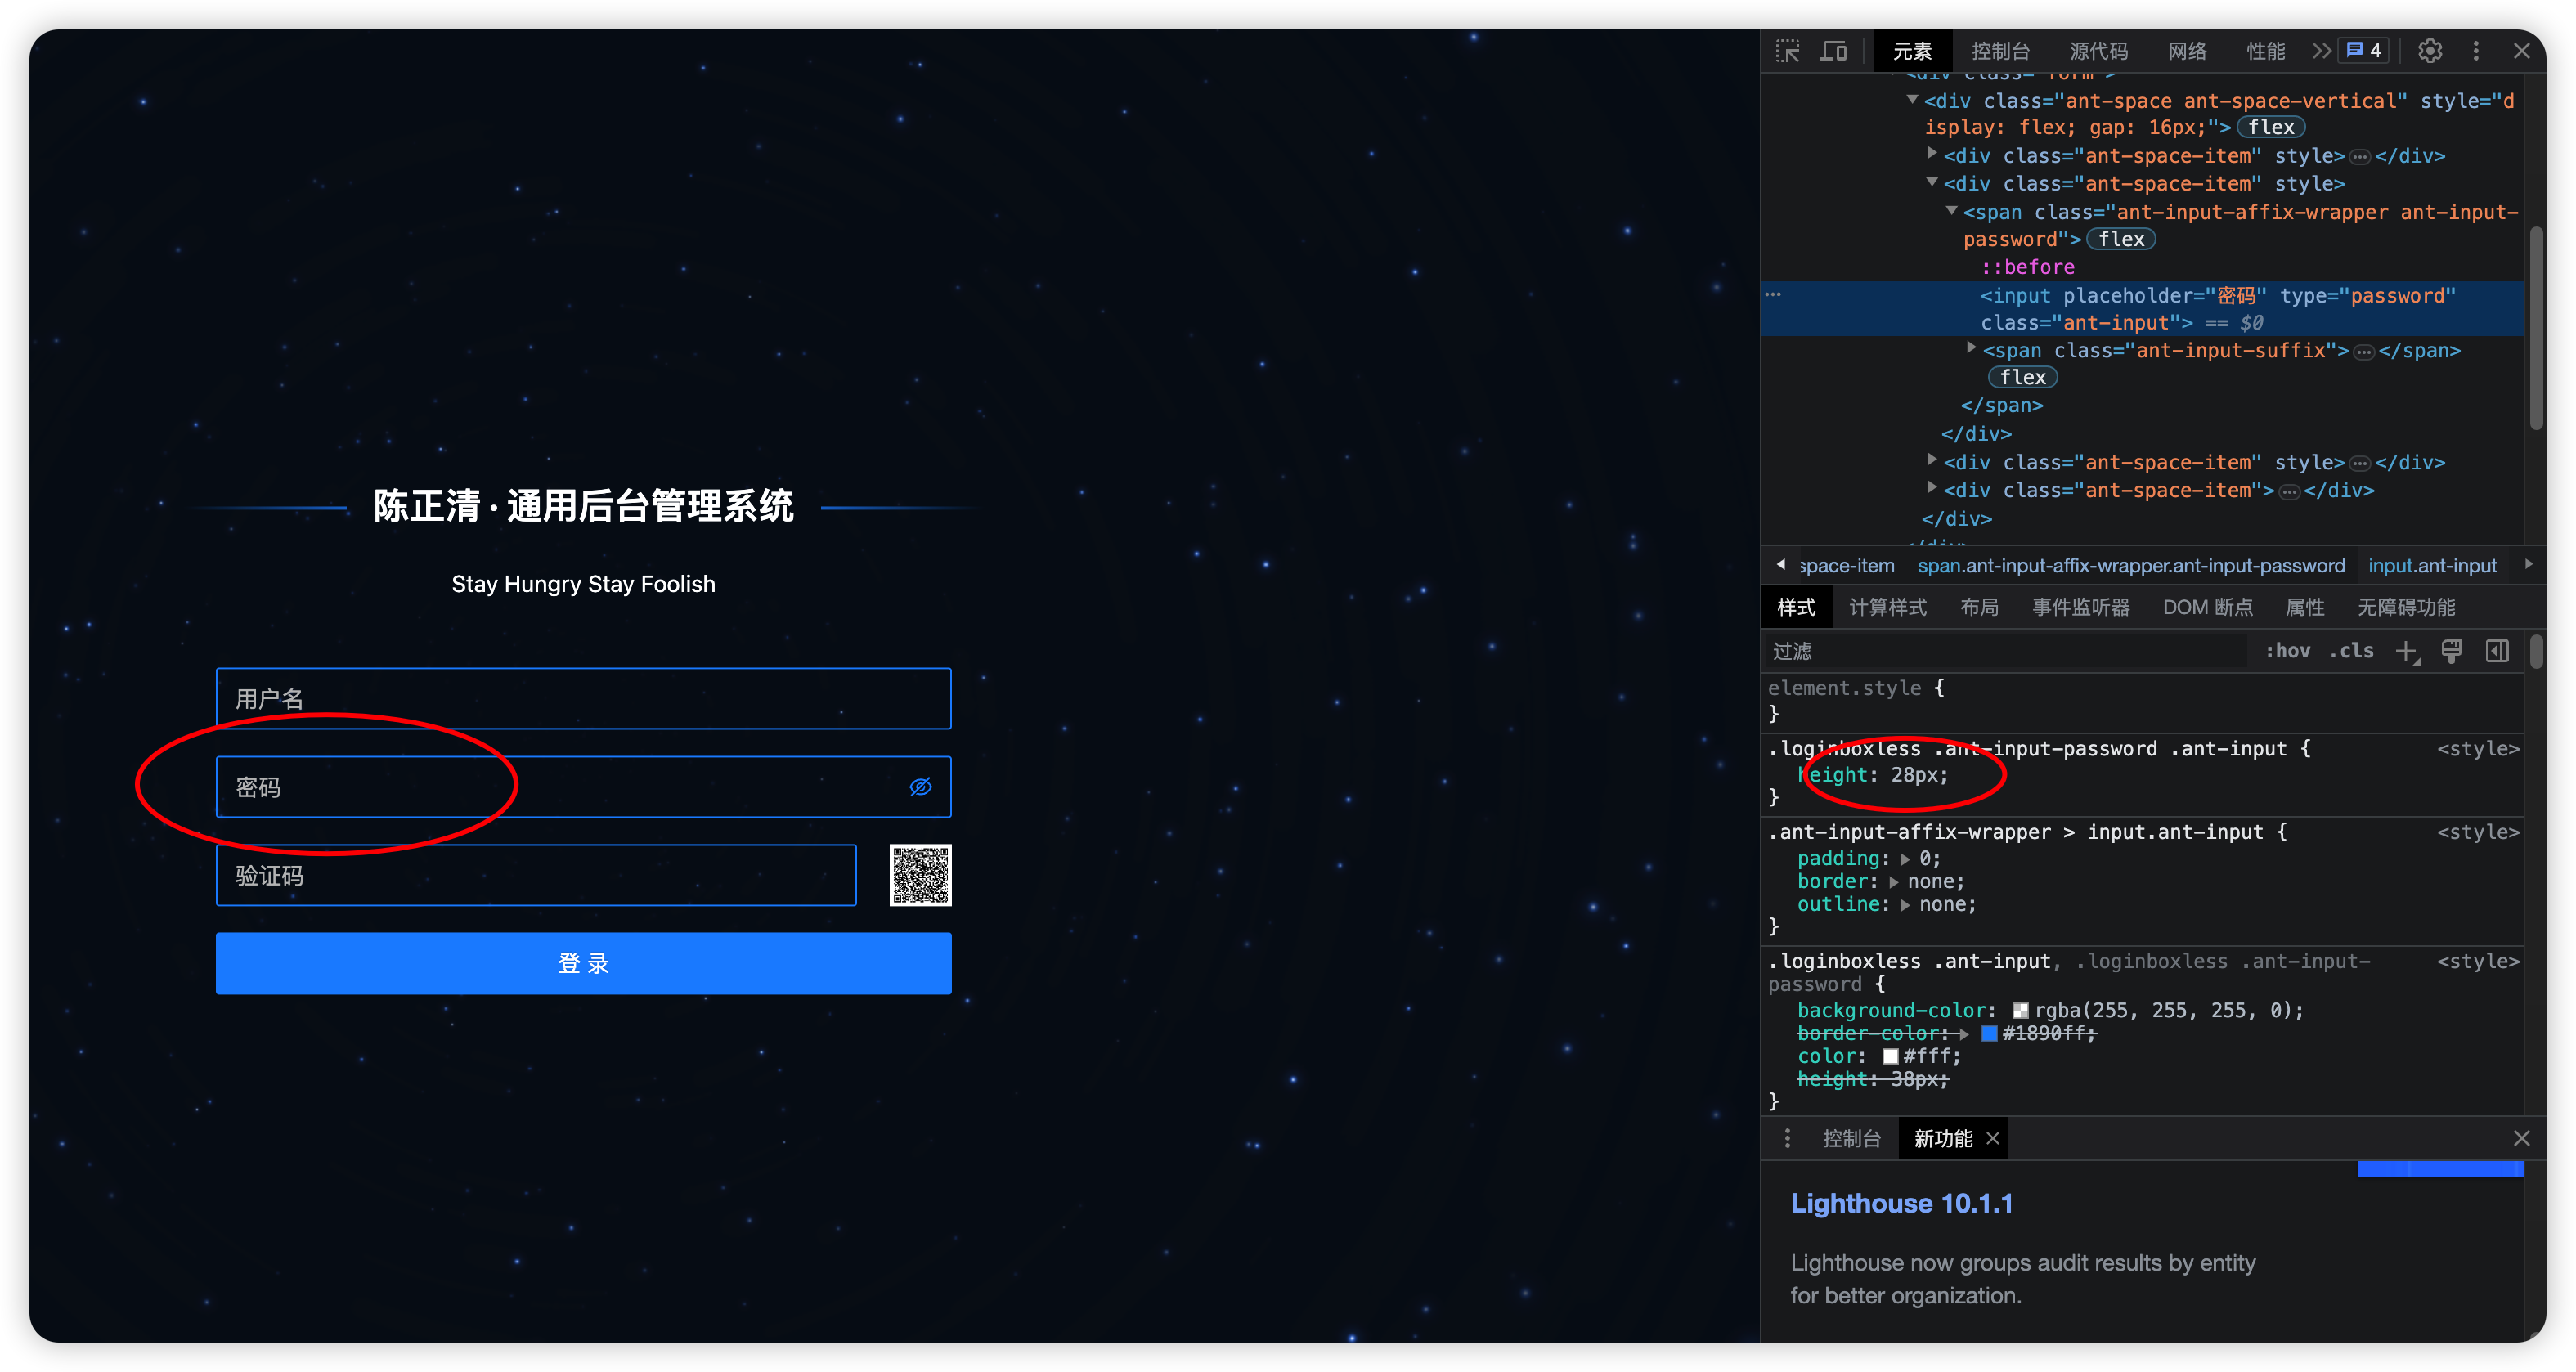 陈正清·通用后台管理系统
Stay Hungry Stay Foolish
用户名
密码
验证码
登 录
元素 控制台 源代码 网络 性能 4
<div class="form">
<div class="ant-space ant-space-vertical" style="d
isplay: flex; gap: 16px;"> flex
<div class="ant-space-item" style>…</div>
<div class="ant-space-item" style>
<span class="ant-input-affix-wrapper ant-input-
password"> flex
::before
<input placeholder="密码" type="password"
class="ant-input"> == $0
<span class="ant-input-suffix">…</span>
flex
</span>
</div>
<div class="ant-space-item" style>…</div>
<div class="ant-space-item">…</div>
</div>
</div>
space-item span.ant-input-affix-wrapper.ant-input-password input.ant-input
样式 计算样式 布局 事件监听器 DOM 断点 属性 无障碍功能
过滤 :hov .cls
element.style {
}
.loginboxless .ant-input-password .ant-input { <style>
height: 28px;
}
.ant-input-affix-wrapper > input.ant-input { <style>
padding: 0;
border: none;
outline: none;
}
.loginboxless .ant-input, .loginboxless .ant-input- <style>
password {
background-color: rgba(255, 255, 255, 0);
border-color: #1890ff;
color: #fff;
height: 38px;
}
控制台 新功能
Lighthouse 10.1.1
Lighthouse now groups audit results by entity
for better organization.